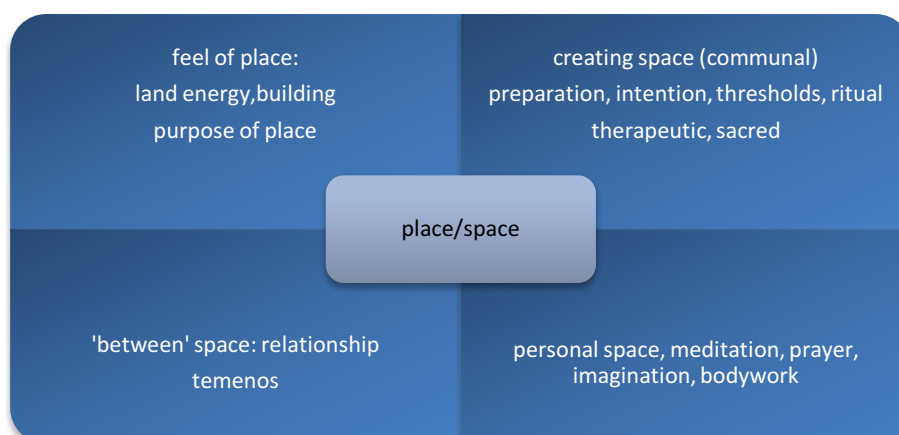 feel of place:
land energy,building
purpose of place
creating space (communal)
preparation, intention, thresholds, ritual
therapeutic, sacred
place/space
'between' space: relationship
temenos
personal space, meditation, prayer,
imagination, bodywork